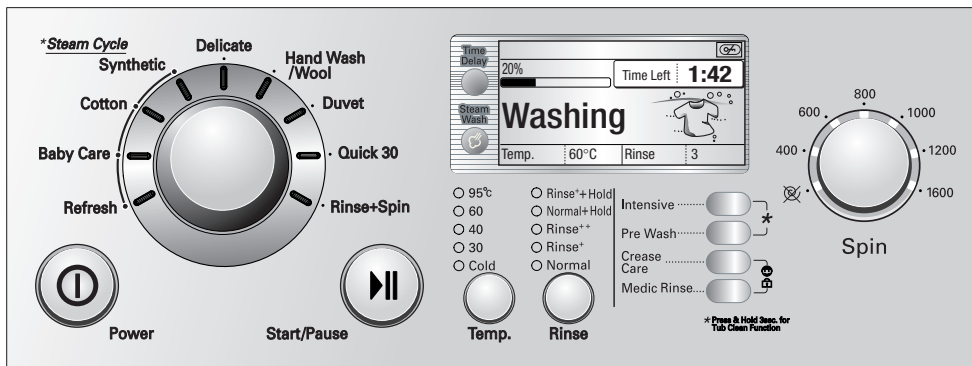 *Steam Cycle
Synthetic
Delicate
Hand Wash
/Wool
Cotton
Duvet
Baby Care
Quick 30
Refresh
Rinse+Spin
Power
Start/Pause
Time
Delay
Steam
Wash
20%
Time Left 1:42
Washing
Temp. 60°C Rinse 3
95℃
60
40
30
Cold
Temp.
Rinse⁺+Hold
Normal+Hold
Rinse⁺⁺
Rinse⁺
Normal
Rinse
Intensive
Pre Wash
Crease
Care
Medic Rinse
*
*Press & Hold 3sec. for
Tub Clean Function
400
600
800
1000
1200
1600
Spin